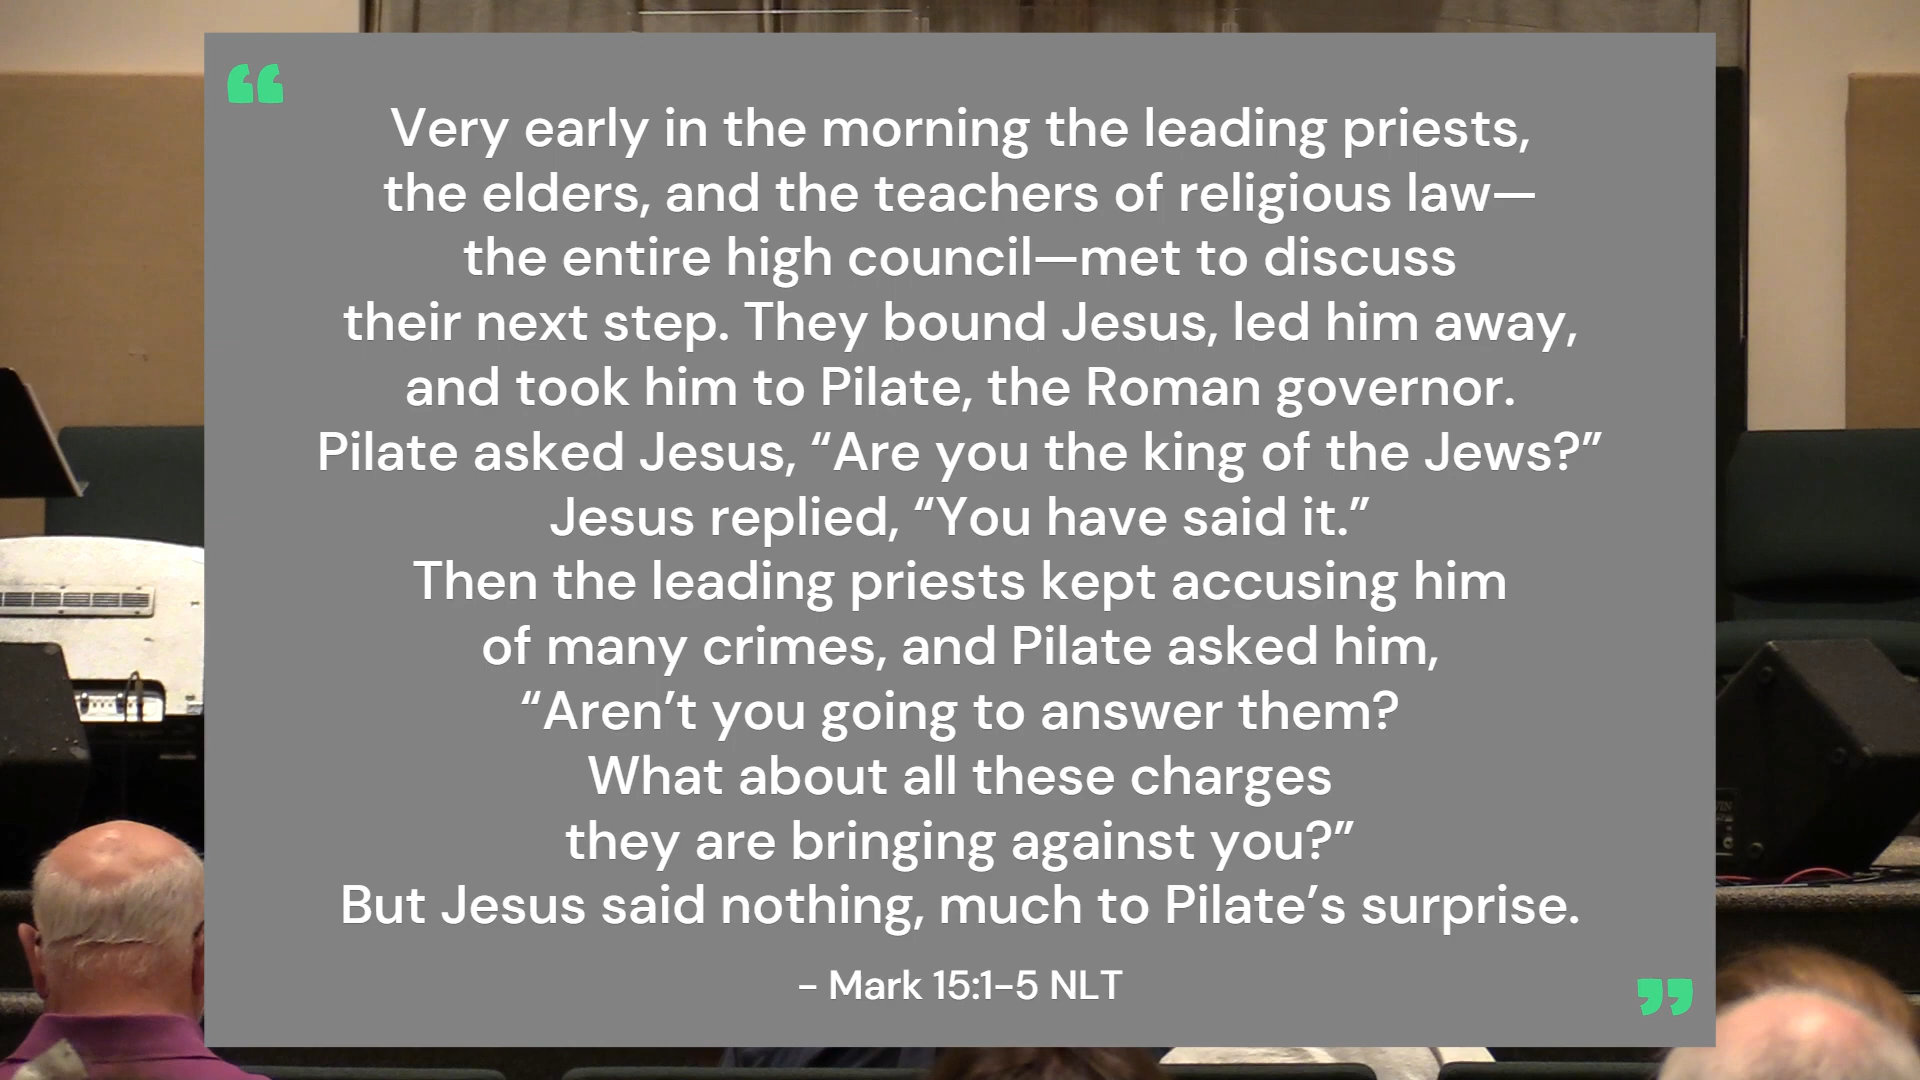 “
Very early in the morning the leading priests,
the elders, and the teachers of religious law—
the entire high council—met to discuss
their next step. They bound Jesus, led him away,
and took him to Pilate, the Roman governor.
Pilate asked Jesus, “Are you the king of the Jews?”
Jesus replied, “You have said it.”
Then the leading priests kept accusing him
of many crimes, and Pilate asked him,
“Aren’t you going to answer them?
What about all these charges
they are bringing against you?”
But Jesus said nothing, much to Pilate’s surprise.
– Mark 15:1–5 NLT
”